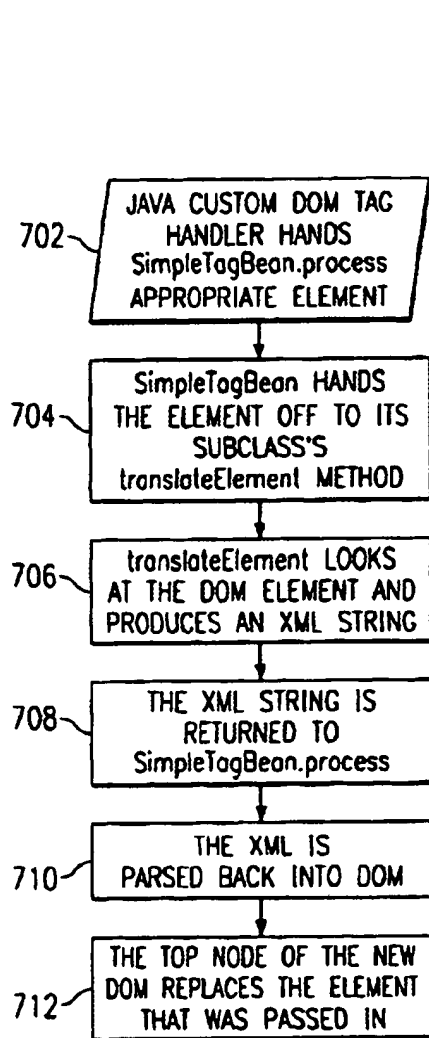 702
JAVA CUSTOM DOM TAG
HANDLER HANDS
SimpleTagBean.process
APPROPRIATE ELEMENT
704
SimpleTagBean HANDS
THE ELEMENT OFF TO ITS
SUBCLASS'S
translateElement METHOD
706
translateElement LOOKS
AT THE DOM ELEMENT AND
PRODUCES AN XML STRING
708
THE XML STRING IS
RETURNED TO
SimpleTagBean.process
710
THE XML IS
PARSED BACK INTO DOM
712
THE TOP NODE OF THE NEW
DOM REPLACES THE ELEMENT
THAT WAS PASSED IN